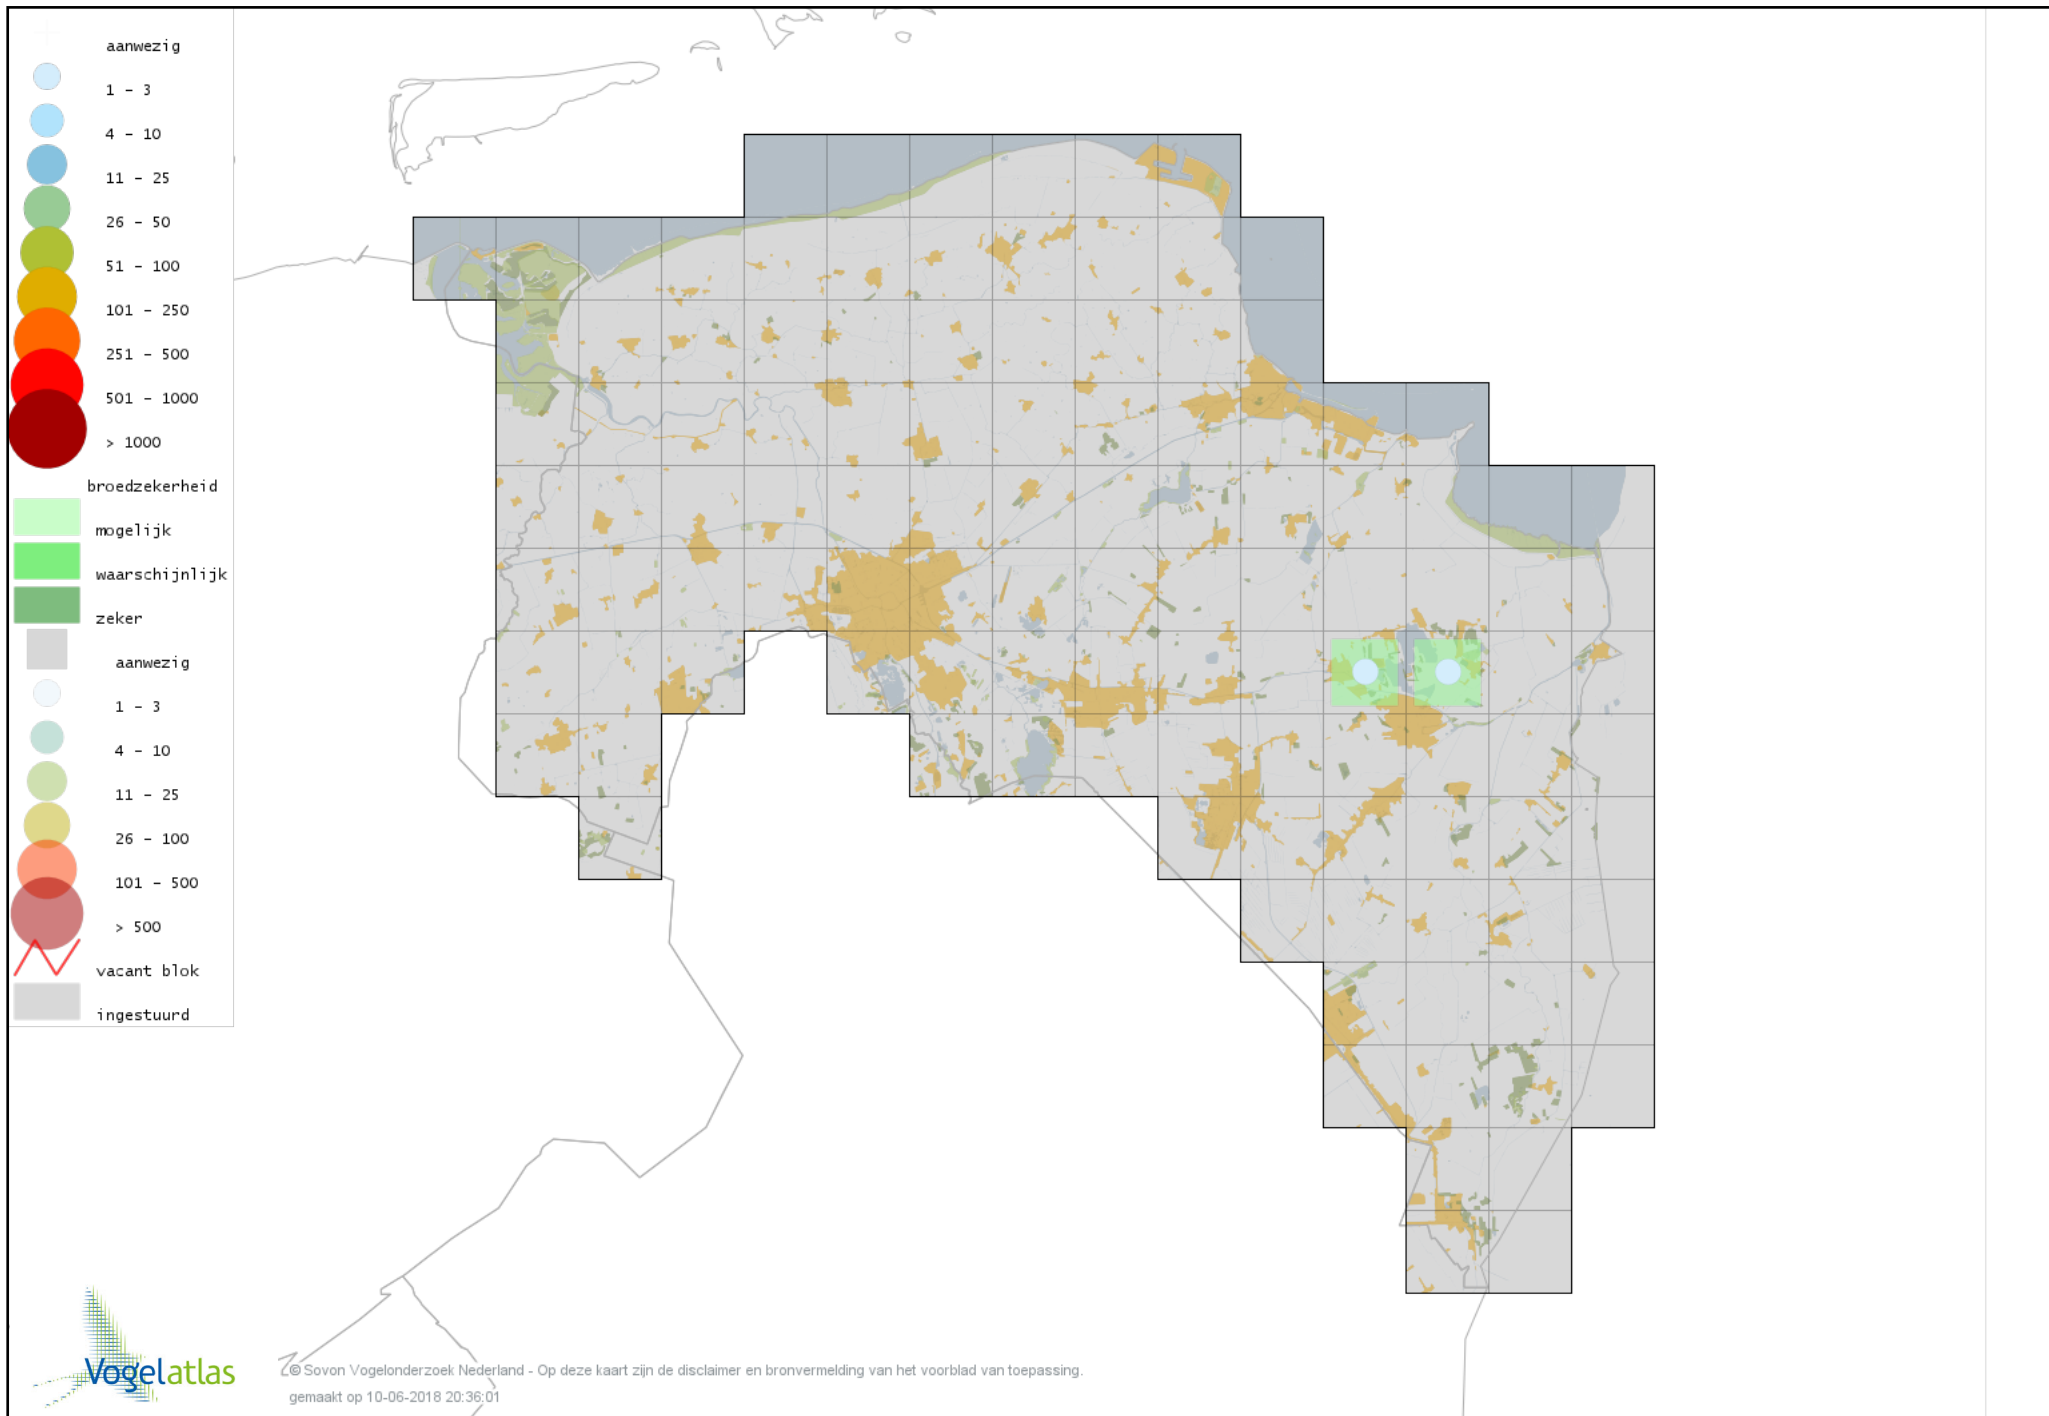 aanwezig
1 - 3
4 - 10
11 - 25
26 - 50
51 - 100
101 - 250
251 - 500
501 - 1000
> 1000
broedzekerheid
mogelijk
waarschijnlijk
zeker
aanwezig
1 - 3
4 - 10
11 - 25
26 - 100
101 - 500
> 500
vacant blok
ingestuurd
Vogelatlas
© Sovon Vogelonderzoek Nederland - Op deze kaart zijn de disclaimer en bronvermelding van het voorblad van toepassing.
gemaakt op 10-06-2018 20:36:01